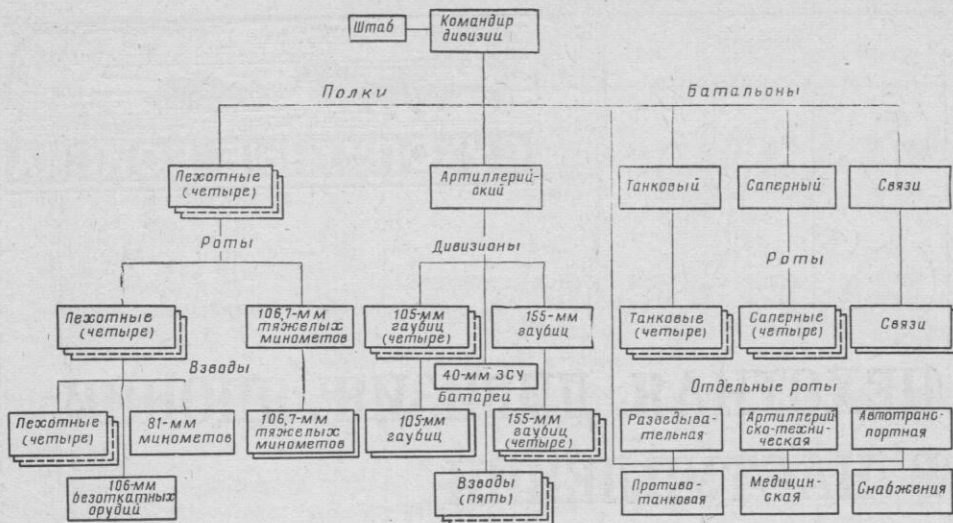 Штаб
Командир
дивизии
Полки
Батальоны
Пехотные
(четыре)
Артиллерий-
ский
Танковый
Саперный
Связи
Роты
Дивизионы
Роты
Пехотные
(четыре)
106,7-мм
тяжелых
минометов
105-мм
гаубиц
(четыре)
155-мм
гаубиц
Танковые
(четыре)
Саперные
(четыре)
Связи
Взводы
40-мм ЗСУ
Батареи
Отдельные роты
Пехотные
(четыре)
81-мм
минометов
106,7-мм
тяжелых
минометов
105-мм
гаубиц
155-мм
гаубиц
(четыре)
Разведыва-
тельная
Артиллерий
ско-техни-
ческая
Автотранс-
портная
106-мм
безоткатных
орудий
Взводы
(пять)
Противо-
танковая
Медицин-
ская
Снабжения